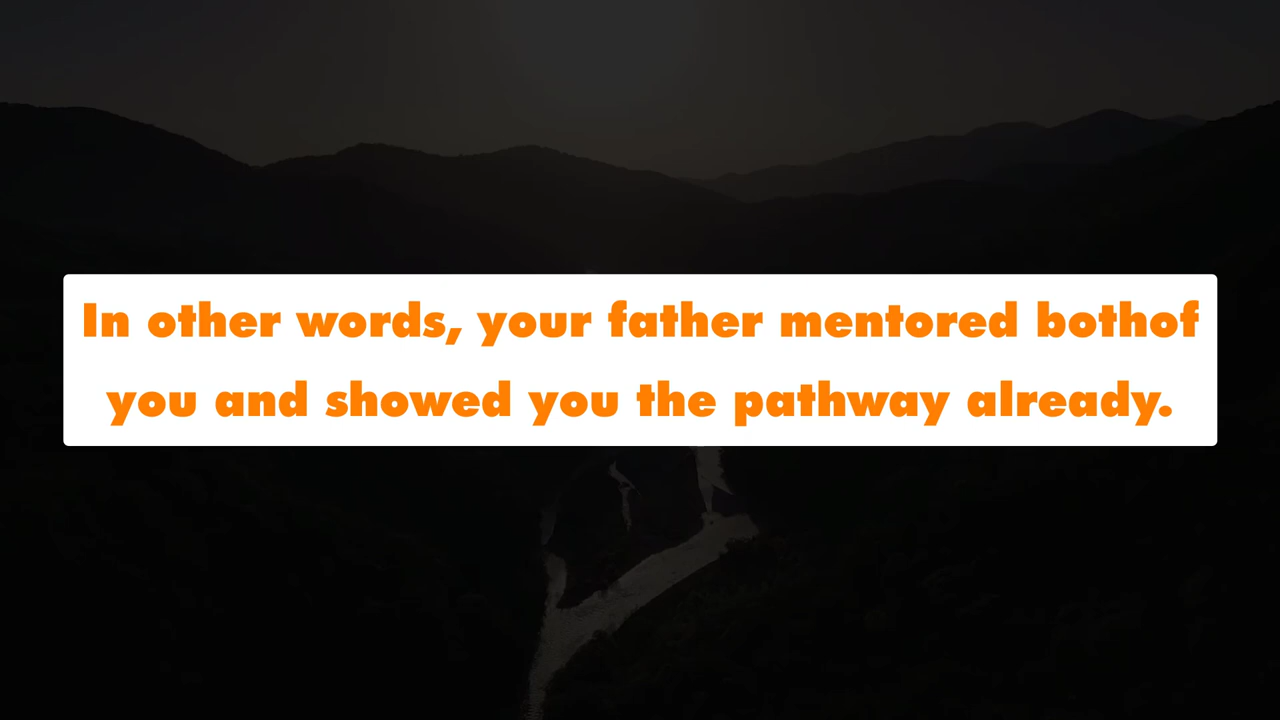 In other words, your father mentored bothof
you and showed you the pathway already.